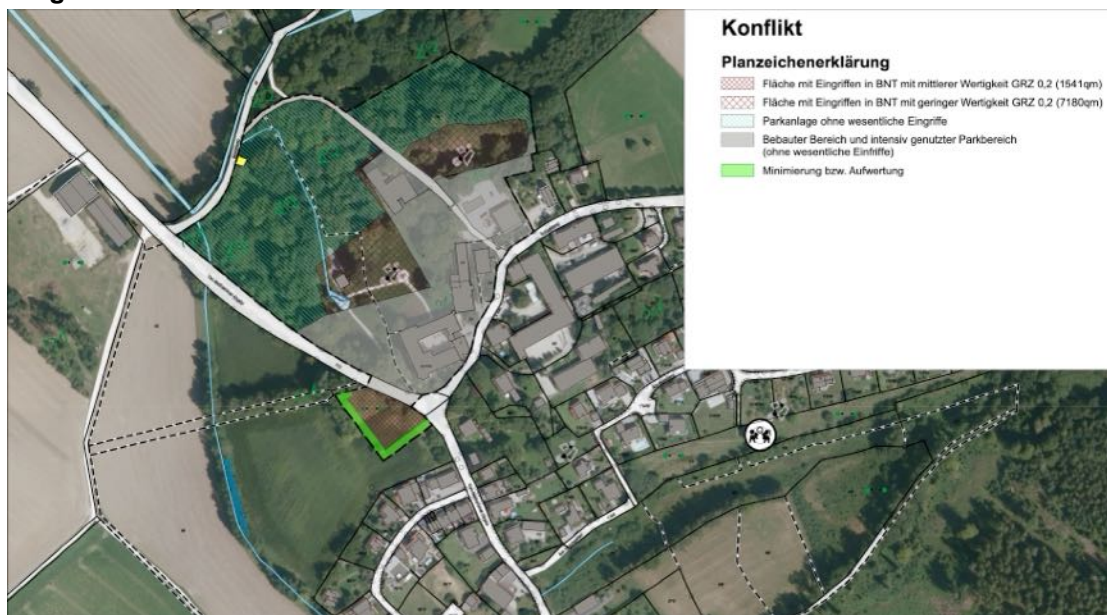 Konflikt
Planzeichenerklärung
Fläche mit Eingriffen in BNT mit mittlerer Wertigkeit GRZ 0,2 (1541qm)
Fläche mit Eingriffen in BNT mit geringer Wertigkeit GRZ 0,2 (7180qm)
Parkanlage ohne wesentliche Eingriffe
Bebauter Bereich und intensiv genutzter Parkbereich
(ohne wesentliche Einfriffe)
Minimierung bzw. Aufwertung